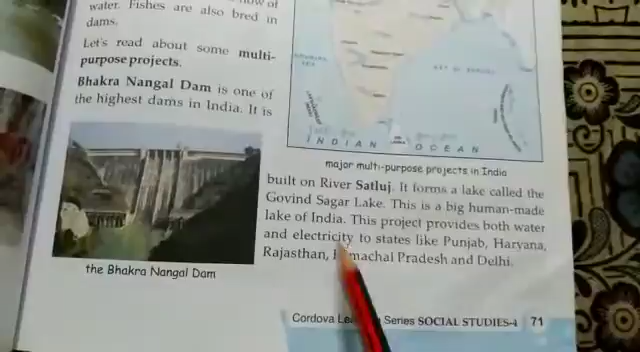 water. Fishes are also bred in
dams.
Let's read about some multi-
purpose projects.
Bhakra Nangal Dam is one of
the highest dams in India. It is
the Bhakra Nangal Dam
BAY OF BENGAL
INDIAN OCEAN
major multi-purpose projects in India
built on River Satluj. It forms a lake called the
Govind Sagar Lake. This is a big human-made
lake of India. This project provides both water
and electricity to states like Punjab, Haryana,
Rajasthan, Himachal Pradesh and Delhi.
Cordova Series SOCIAL STUDIES-4 71